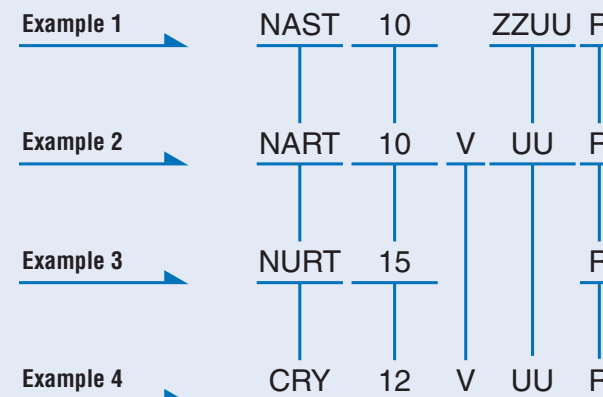 Example 1 NAST 10 ZZUU R
Example 2 NART 10 V UU R
Example 3 NURT 15 R
Example 4 CRY 12 V UU R